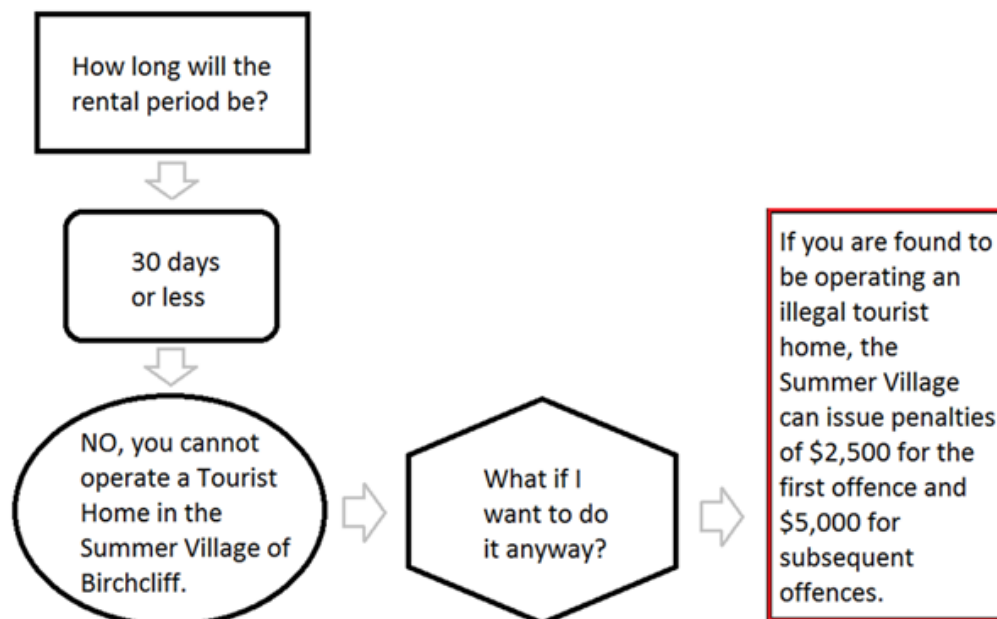 How long will the
rental period be?
30 days
or less
NO, you cannot
operate a Tourist
Home in the
Summer Village of
Birchcliff.
What if I
want to do
it anyway?
If you are found to
be operating an
illegal tourist
home, the
Summer Village
can issue penalties
of $2,500 for the
first offence and
$5,000 for
subsequent
offences.